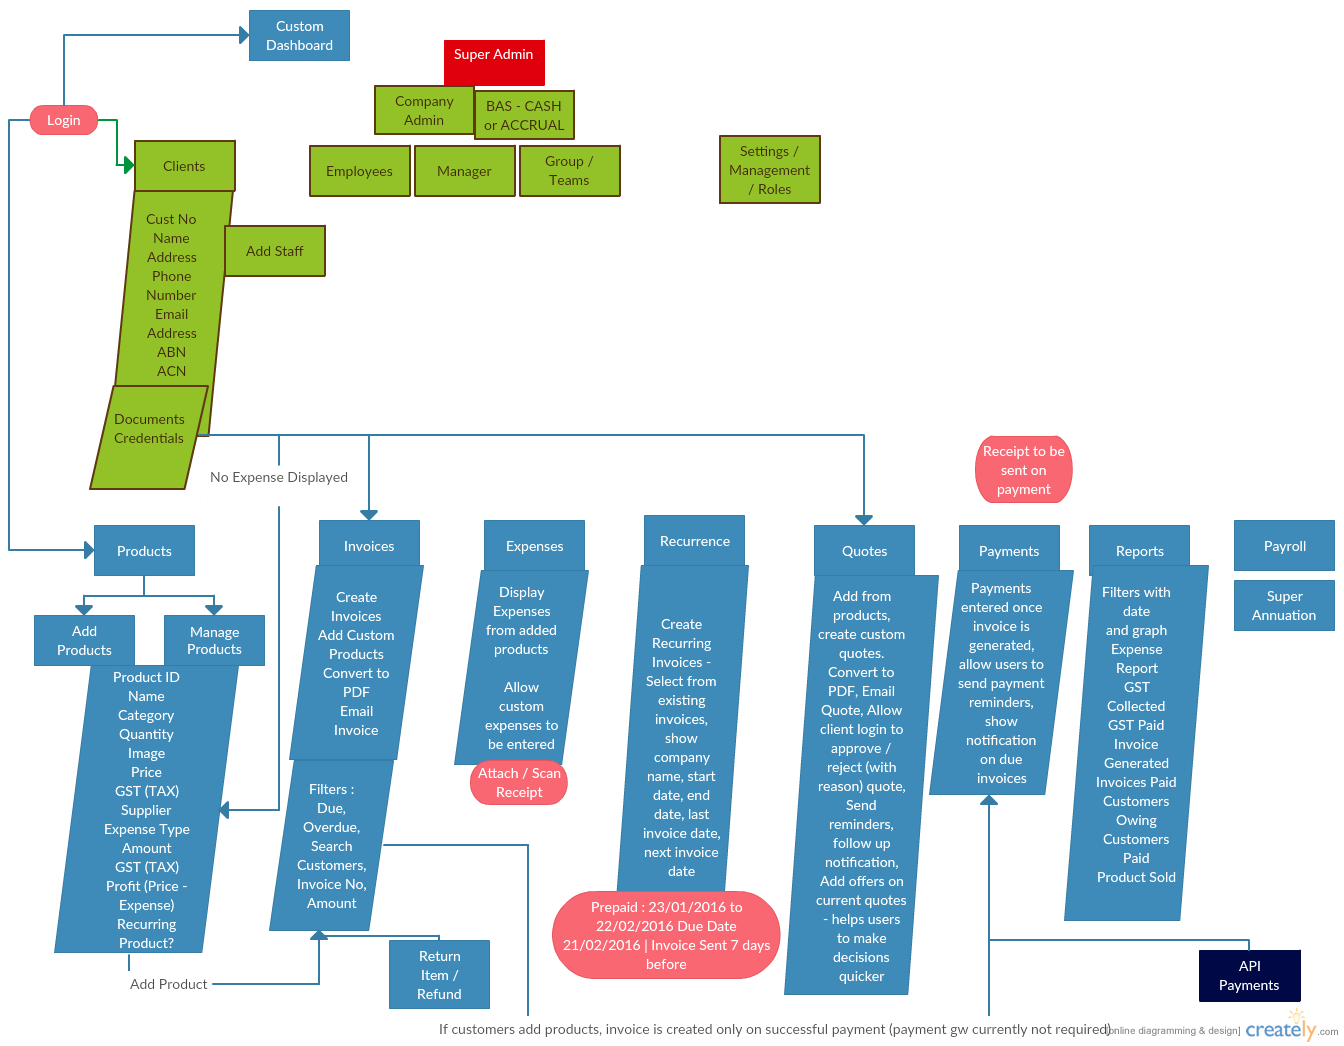 Custom
Dashboard
Super Admin
Login
Company
Admin
BAS - CASH
or ACCRUAL
Clients
Employees
Manager
Group /
Teams
Settings /
Management
/ Roles
Cust No
Name
Address
Phone
Number
Email
Address
ABN
ACN
Add Staff
Documents
Credentials
No Expense Displayed
Receipt to be
sent on
payment
Products
Add
Products
Manage
Products
Product ID
Name
Category
Quantity
Image
Price
GST (TAX)
Supplier
Expense Type
Amount
GST (TAX)
Profit (Price -
Expense)
Recurring
Product?
Add Product
Invoices
Create
Invoices
Add Custom
Products
Convert to
PDF
Email
Invoice
Filters :
Due,
Overdue,
Search
Customers,
Invoice No,
Amount
Return
Item /
Refund
Expenses
Display
Expenses
from added
products
Allow
custom
expenses to
be entered
Attach / Scan
Receipt
Recurrence
Create
Recurring
Invoices -
Select from
existing
invoices,
show
company
name, start
date, end
date, last
invoice date,
next invoice
date
Prepaid : 23/01/2016 to
22/02/2016 Due Date
21/02/2016 | Invoice Sent 7 days
before
Quotes
Add from
products,
create custom
quotes.
Convert to
PDF, Email
Quote, Allow
client login to
approve /
reject (with
reason) quote,
Send
reminders,
follow up
notification,
Add offers on
current quotes
- helps users
to make
decisions
quicker
Payments
Payments
entered once
invoice is
generated,
allow users to
send payment
reminders,
show
notification
on due
invoices
Reports
Filters with
date
and graph
Expense
Report
GST
Collected
GST Paid
Invoice
Generated
Invoices Paid
Customers
Owing
Customers
Paid
Product Sold
Payroll
Super
Annuation
API
Payments
If customers add products, invoice is created only on successful payment (payment gw currently not required)
[online diagramming & design]
creately.com